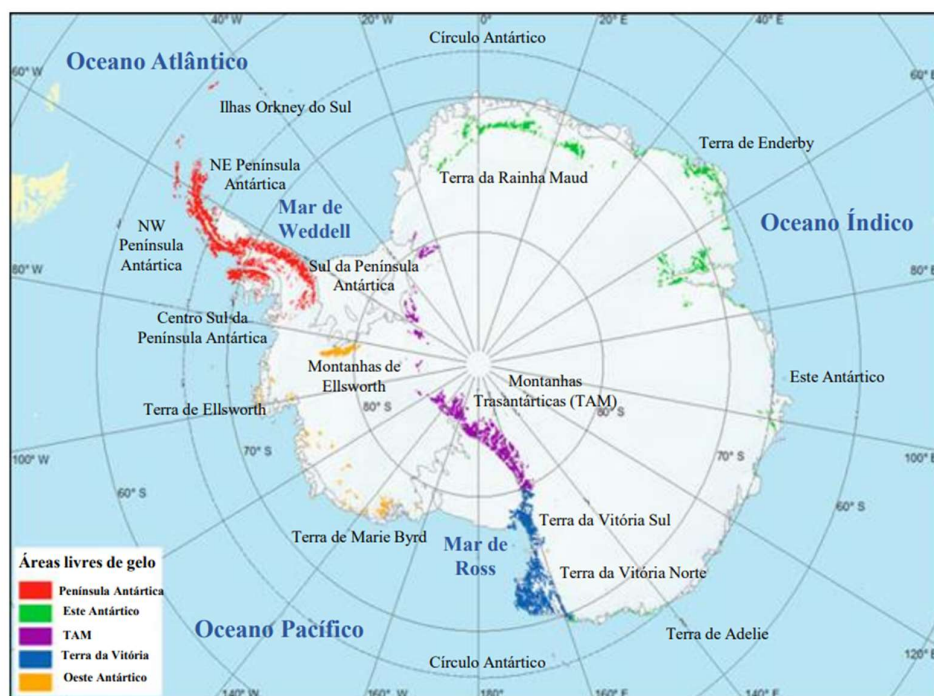 40° W
20° W
0°
20° E
40° E
Círculo Antártico
Oceano Atlântico
60° W
60° E
Ilhas Orkney do Sul
Terra de Enderby
NE Península
Antártica
Terra da Rainha Maud
Mar de
Weddell
Oceano Índico
NW
Península
Antártica
80° W
80° E
Sul da Península
Antártica
Centro Sul da
Península Antártica
Montanhas de
Ellsworth
Montanhas
Trasantárticas (TAM)
Este Antártico
Terra de Ellsworth
80° S
80° S
70° S
70° S
100° W
100° E
60° S
60° S
Terra de Marie Byrd
Mar de
Ross
Terra da Vitória Sul
Terra da Vitória Norte
Áreas livres de gelo
Península Antártica
Este Antártico
TAM
Terra da Vitória
Oeste Antártico
Oceano Pacífico
Terra de Adelie
Círculo Antártico
120° E
160° W
180°
160° E
140° E